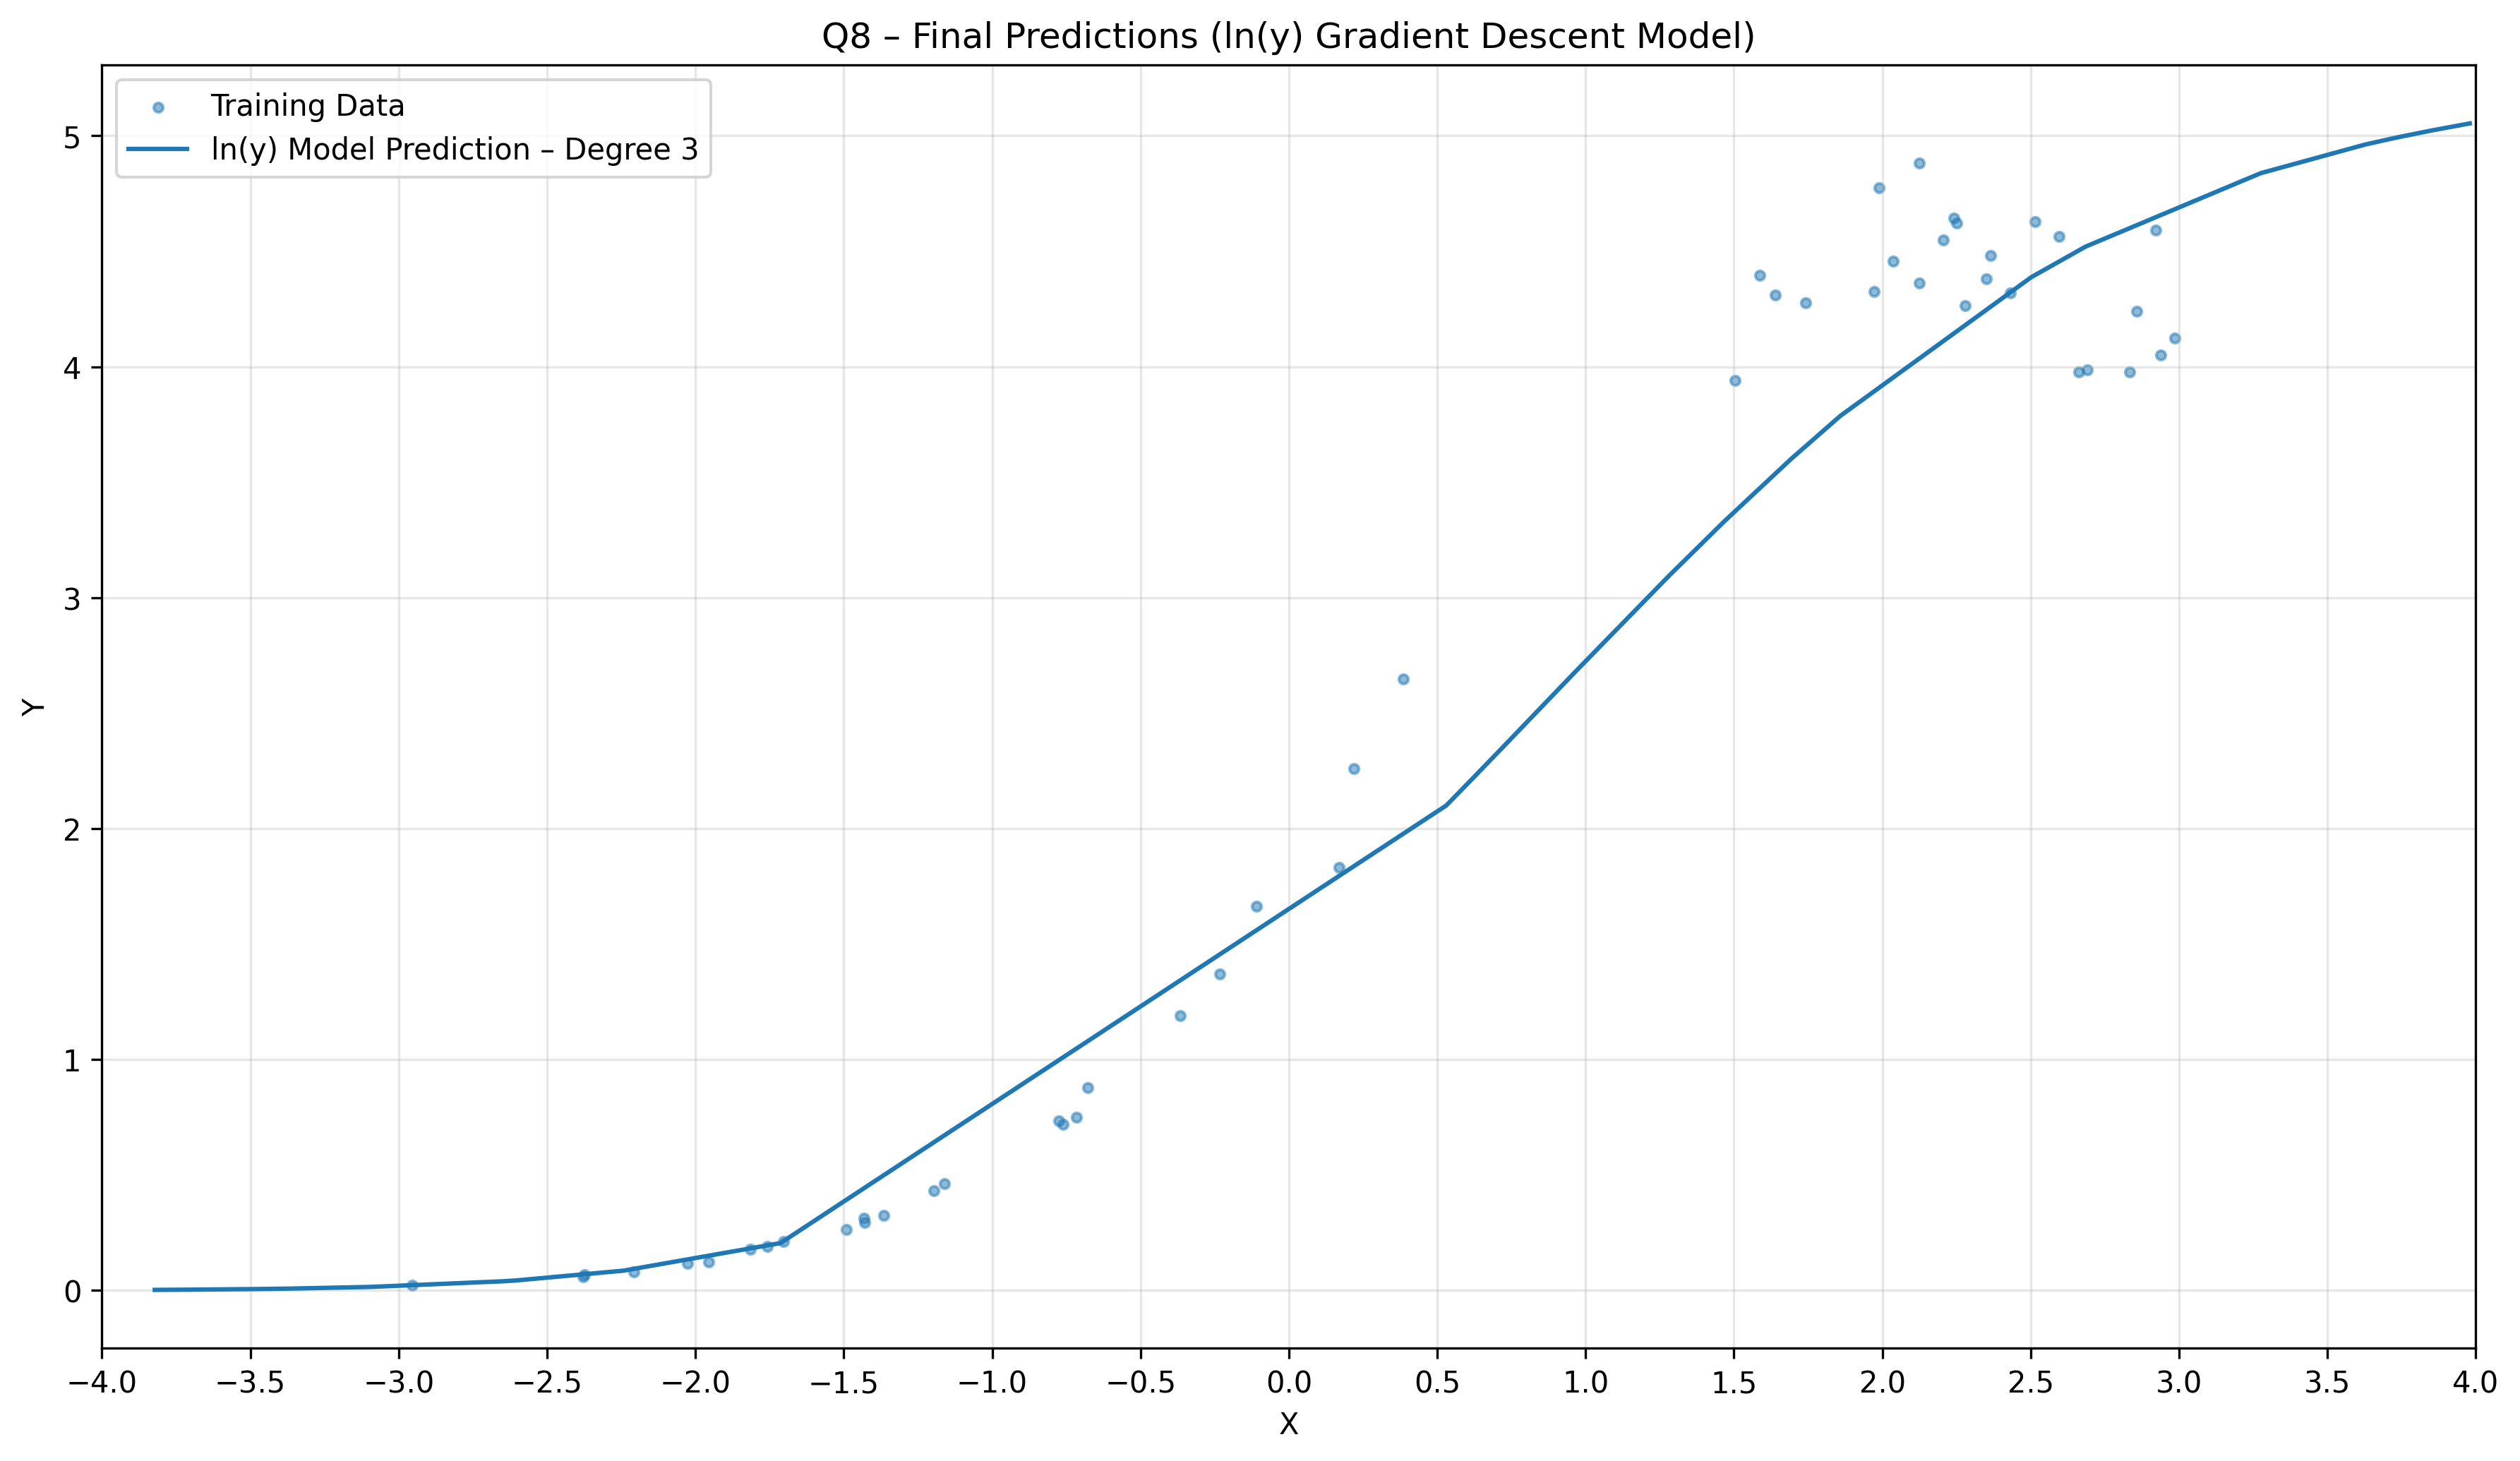 Q8 – Final Predictions (ln(y) Gradient Descent Model)
Training Data
ln(y) Model Prediction – Degree 3
5
4
3
2
1
0
Y
−4.0 −3.5 −3.0 −2.5 −2.0 −1.5 −1.0 −0.5 0.0 0.5 1.0 1.5 2.0 2.5 3.0 3.5 4.0
X